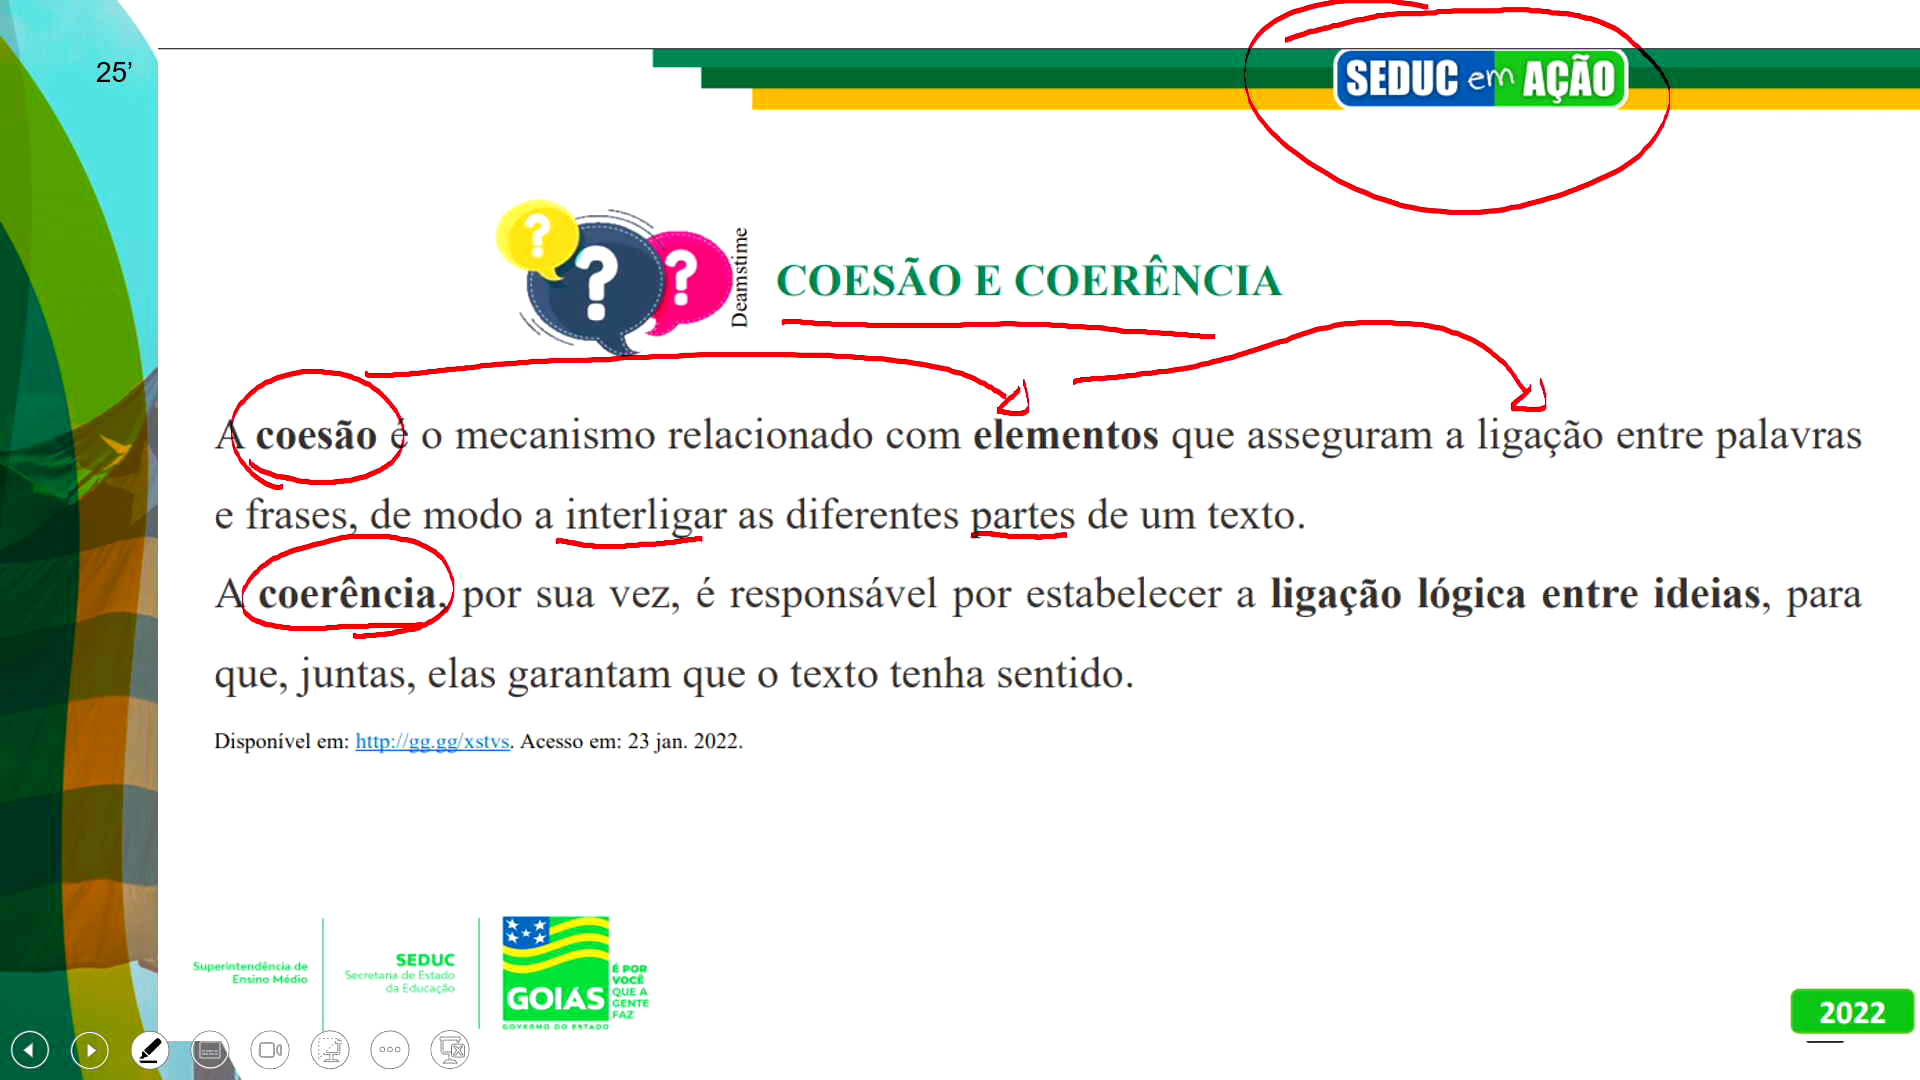 25’
SEDUC em AÇÃO
? ? ?
Deamstime
COESÃO E COERÊNCIA
A coesão é o mecanismo relacionado com elementos que asseguram a ligação entre palavras
e frases, de modo a interligar as diferentes partes de um texto.
A coerência, por sua vez, é responsável por estabelecer a ligação lógica entre ideias, para
que, juntas, elas garantam que o texto tenha sentido.
Disponível em: http://gg.gg/xstvs. Acesso em: 23 jan. 2022.
Superintendência de
Ensino Médio
SEDUC
Secretaria de Estado
da Educação
GOIÁS
GOVERNO DO ESTADO
É POR
VOCÊ
QUE A
GENTE
FAZ
2022